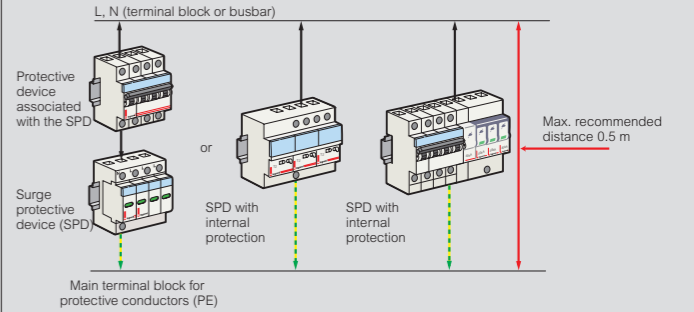 L, N (terminal block or busbar)
Protective
device
associated
with the SPD
or
Max. recommended
distance 0.5 m
Surge
protective
device (SPD)
SPD with
internal
protection
SPD with
internal
protection
Main terminal block for
protective conductors (PE)